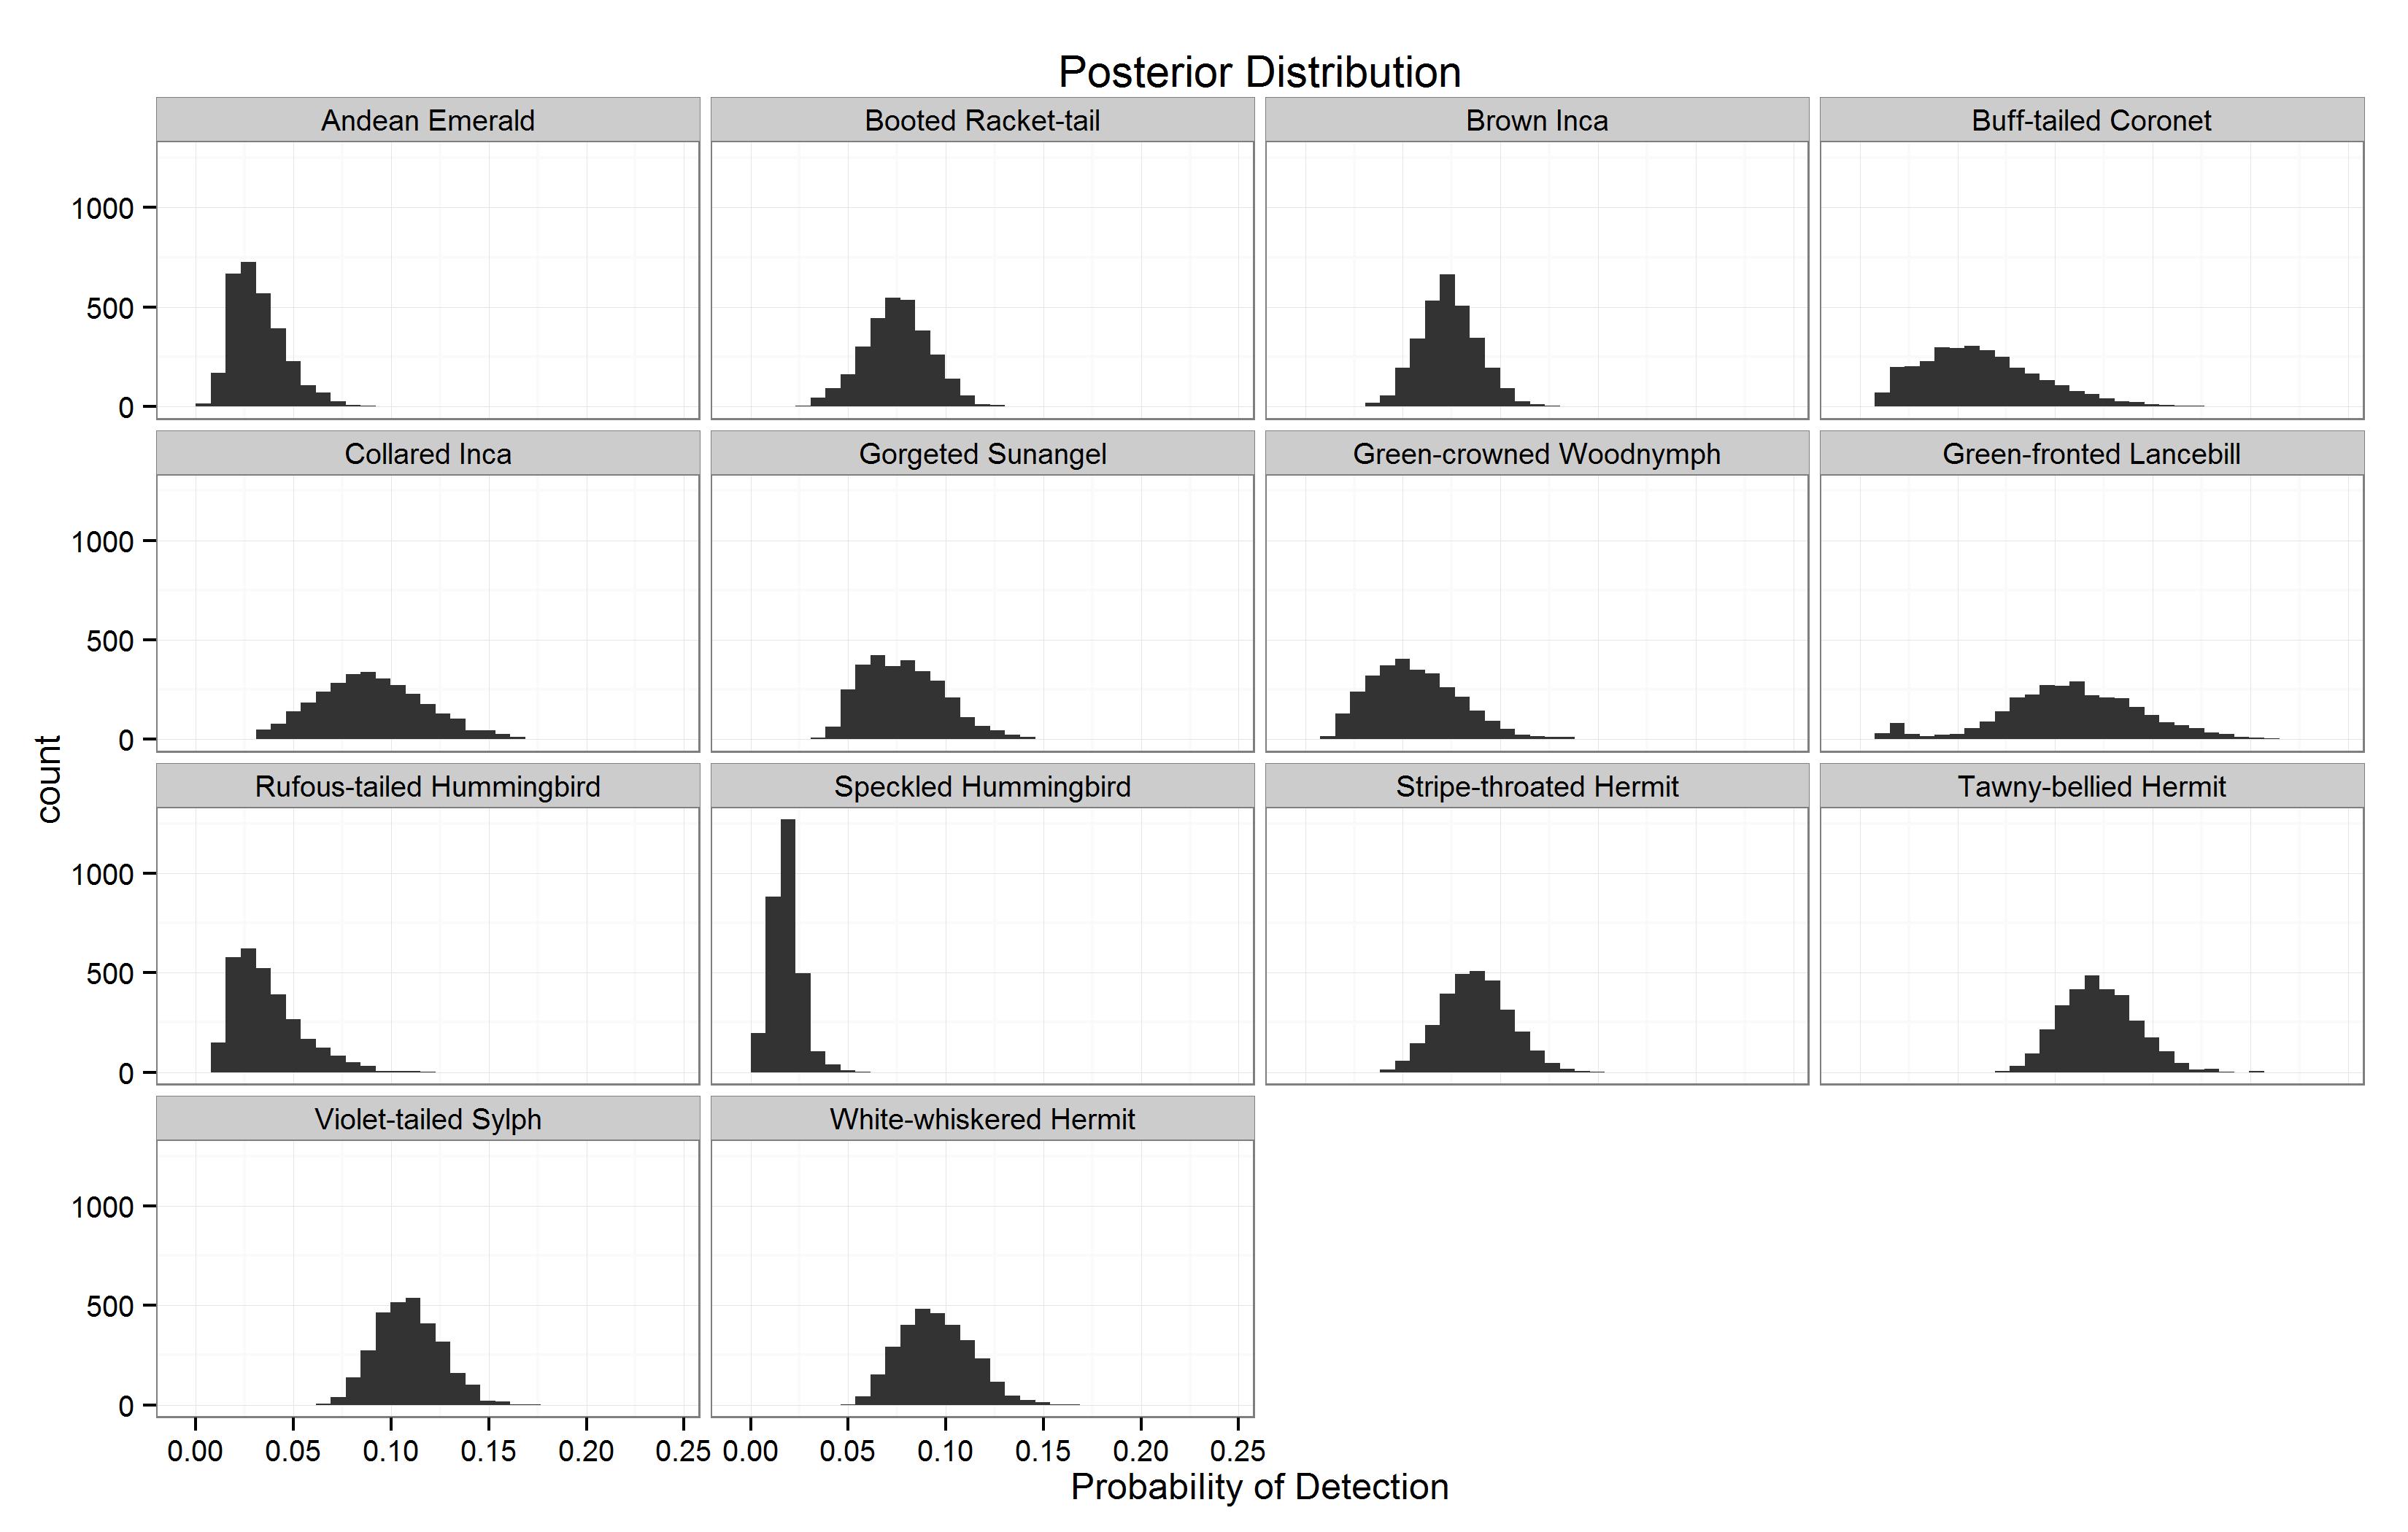 Posterior Distribution
Andean Emerald
Booted Racket-tail
Brown Inca
Buff-tailed Coronet
1000
500
0
Collared Inca
Gorgeted Sunangel
Green-crowned Woodnymph
Green-fronted Lancebill
1000
500
0
count
Rufous-tailed Hummingbird
Speckled Hummingbird
Stripe-throated Hermit
Tawny-bellied Hermit
1000
500
0
Violet-tailed Sylph
White-whiskered Hermit
1000
500
0
0.00 0.05 0.10 0.15 0.20 0.25
0.00 0.05 0.10 0.15 0.20 0.25
Probability of Detection